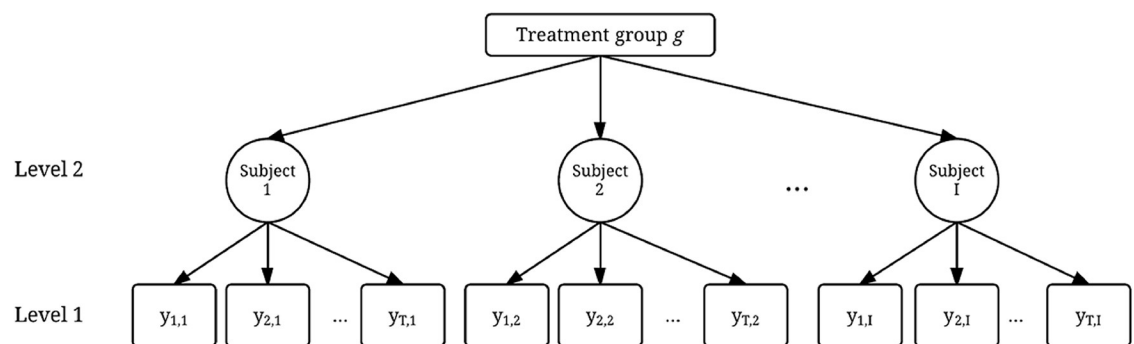 Treatment group g
Level 2
Subject
1
Subject
2
...
Subject
I
Level 1
y1,1
y2,1
...
yT,1
y1,2
y2,2
...
yT,2
y1,I
y2,I
...
yT,I